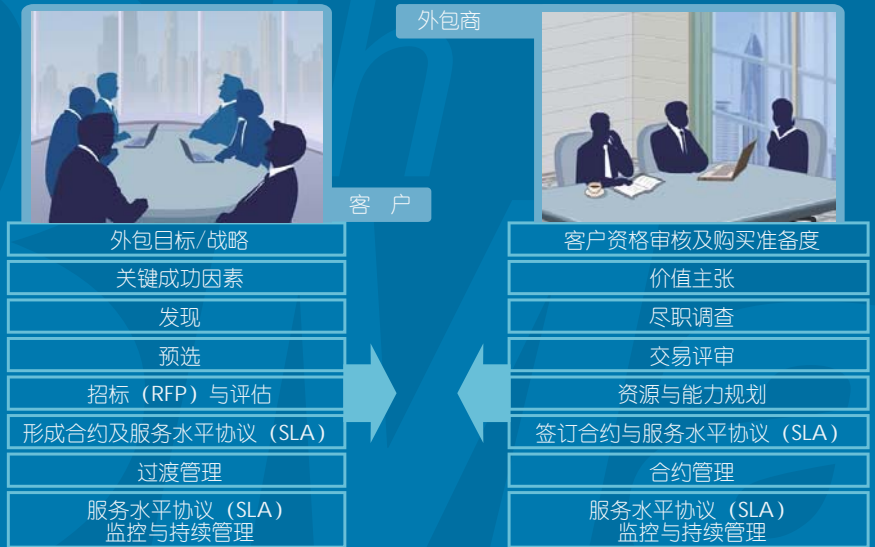 外包商
客 户
外包目标/战略
关键成功因素
发现
预选
招标（RFP）与评估
形成合约及服务水平协议（SLA）
过渡管理
服务水平协议（SLA）
监控与持续管理
客户资格审核及购买准备度
价值主张
尽职调查
交易评审
资源与能力规划
签订合约与服务水平协议（SLA）
合约管理
服务水平协议（SLA）
监控与持续管理